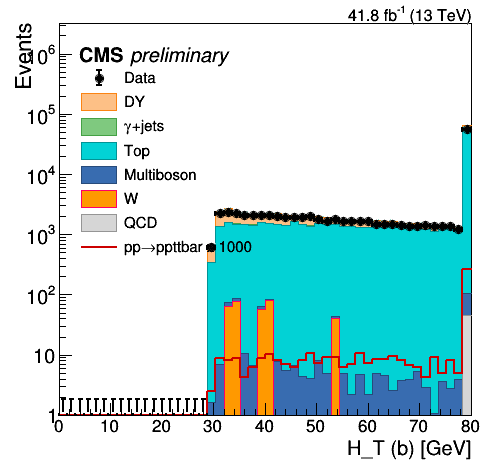 41.8 fb⁻¹ (13 TeV)
Events
CMS preliminary
Data
DY
γ+jets
Top
Multiboson
W
QCD
pp→ppttbar * 1000
10⁶
10⁵
10⁴
10³
10²
10
1
0 10 20 30 40 50 60 70 80
H_T (b) [GeV]